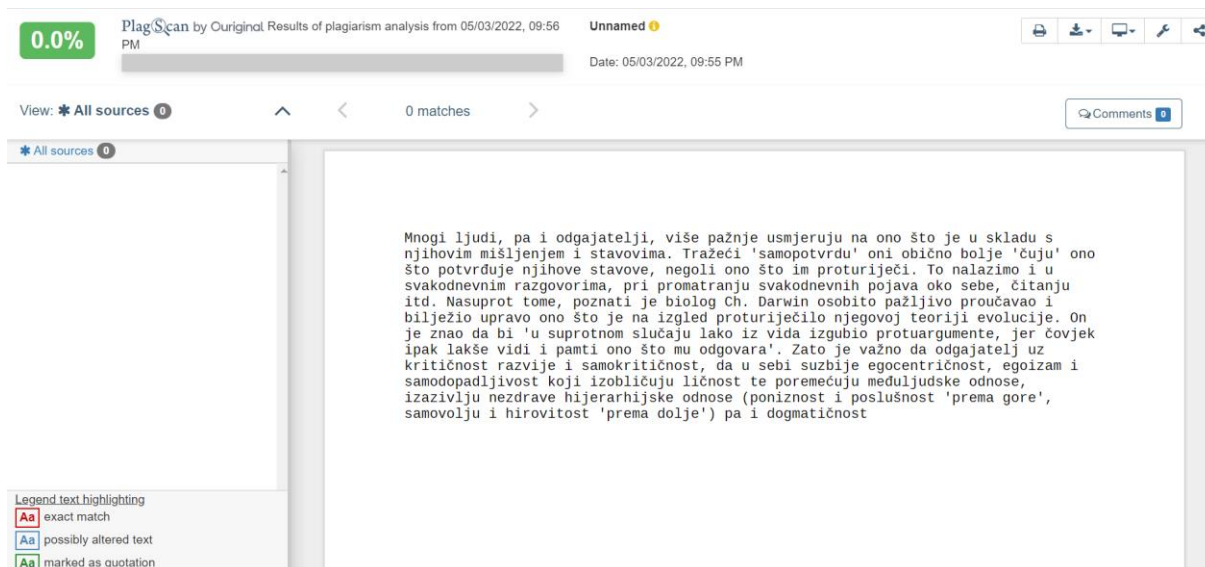 0.0%
PlagScan by Ouriginal Results of plagiarism analysis from 05/03/2022, 09:56
PM
Unnamed
Date: 05/03/2022, 09:55 PM
View: ✱ All sources 0
0 matches
Comments 0
✱ All sources 0
Mnogi ljudi, pa i odgajatelji, više pažnje usmjeruju na ono što je u skladu s
njihovim mišljenjem i stavovima. Tražeći 'samopotvrdu' oni obično bolje 'čuju' ono
što potvrđuje njihove stavove, negoli ono što im proturiječi. To nalazimo i u
svakodnevnim razgovorima, pri promatranju svakodnevnih pojava oko sebe, čitanju
itd. Nasuprot tome, poznati je biolog Ch. Darwin osobito pažljivo proučavao i
bilježio upravo ono što je na izgled proturiječilo njegovoj teoriji evolucije. On
je znao da bi 'u suprotnom slučaju lako iz vida izgubio protuargumente, jer čovjek
ipak lakše vidi i pamti ono što mu odgovara'. Zato je važno da odgajatelj uz
kritičnost razvije i samokritičnost, da u sebi suzbije egocentričnost, egoizam i
samodopadljivost koji izobličuju ličnost te poremećuju međuljudske odnose,
izazivlju nezdrave hijerarhijske odnose (poniznost i poslušnost 'prema gore',
samovolju i hirovitost 'prema dolje') pa i dogmatičnost
Legend text highlighting
Aa exact match
Aa possibly altered text
Aa marked as quotation